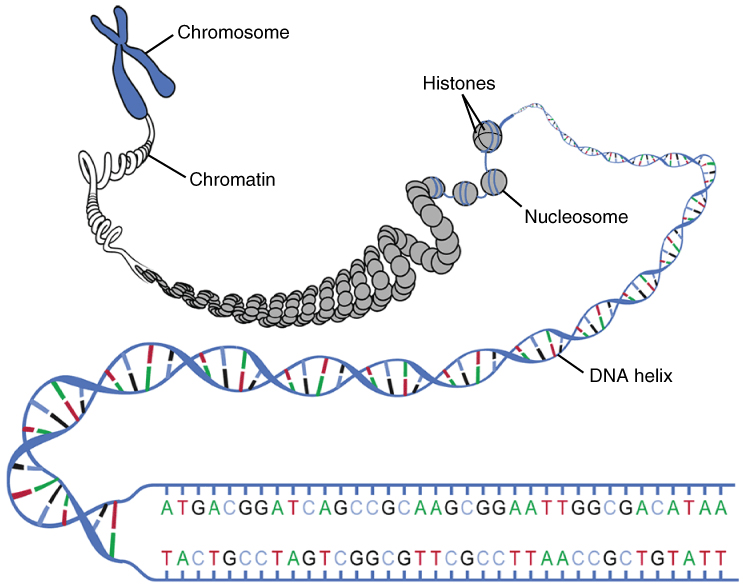 Chromosome
Histones
Chromatin
Nucleosome
DNA helix
ATGACGGATCAGCCGCAAGCGGAATTGGCGACATAA
TACTGCCTAGTCGGCGTTCGCCTTAACCGCTGTATT